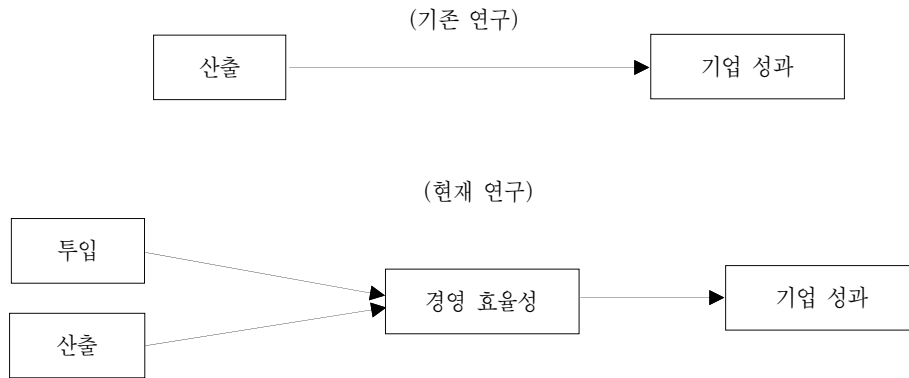 (기존 연구)
산출
기업 성과
(현재 연구)
투입
경영 효율성
기업 성과
산출